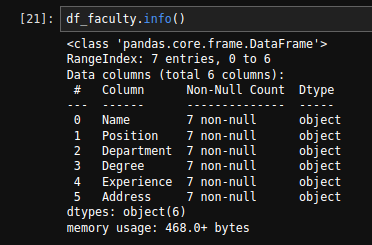 [21]: df_faculty.info()
<class 'pandas.core.frame.DataFrame'>
RangeIndex: 7 entries, 0 to 6
Data columns (total 6 columns):
 #   Column      Non-Null Count  Dtype
---  ------      --------------  -----
 0   Name        7 non-null      object
 1   Position    7 non-null      object
 2   Department  7 non-null      object
 3   Degree      7 non-null      object
 4   Experience  7 non-null      object
 5   Address     7 non-null      object
dtypes: object(6)
memory usage: 468.0+ bytes